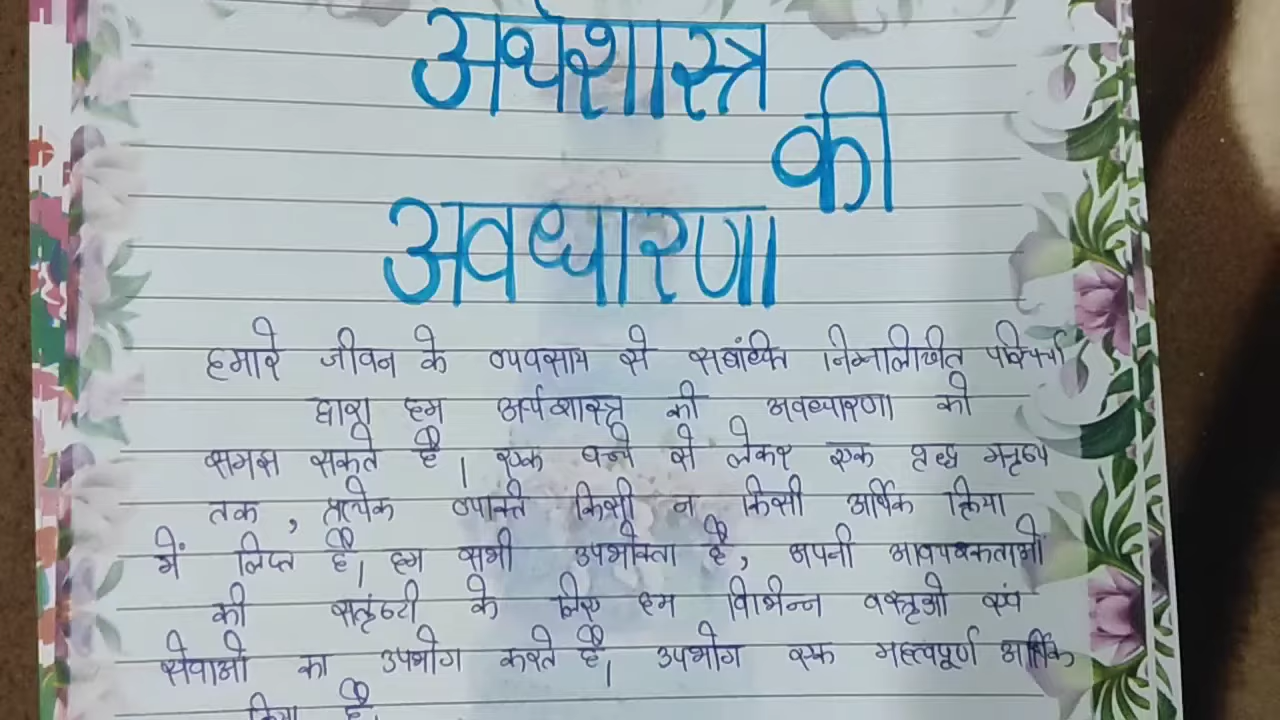 अर्थशास्त्र
की
अवधारणा
हमारे जीवन के व्यवसाय से सबंधित निम्नलिखित परिचर्चा
द्वारा हम अर्थशास्त्र की अवधारणा को
समझ सकते है। एक बच्चे से लेकर एक वृद्ध मनुष्य
तक , प्रत्येक व्यक्ति किसी न किसी आर्थिक क्रिया
में लिप्त है। हम सभी उपभोक्ता है, अपनी आवश्यकताओ
की सतुंष्टी के लिए हम विभिन्न वस्तुओ एवं
सेवाओ का उपभोग करते है। उपभोग एक महत्वपूर्ण आर्थिक
क्रिया है।